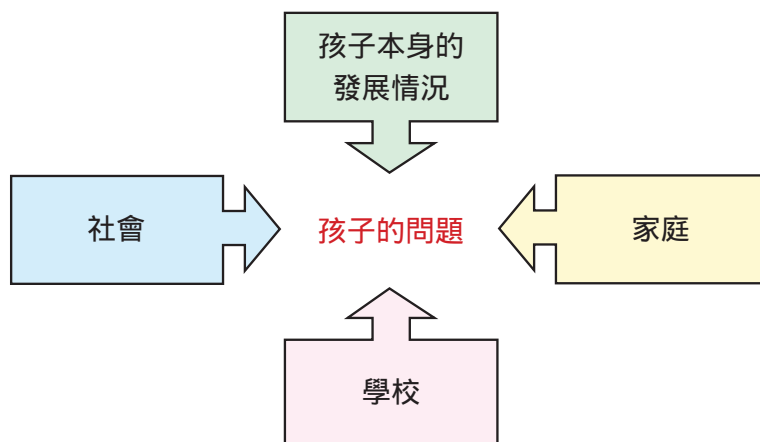 孩子本身的
發展情況
社會
孩子的問題
家庭
學校